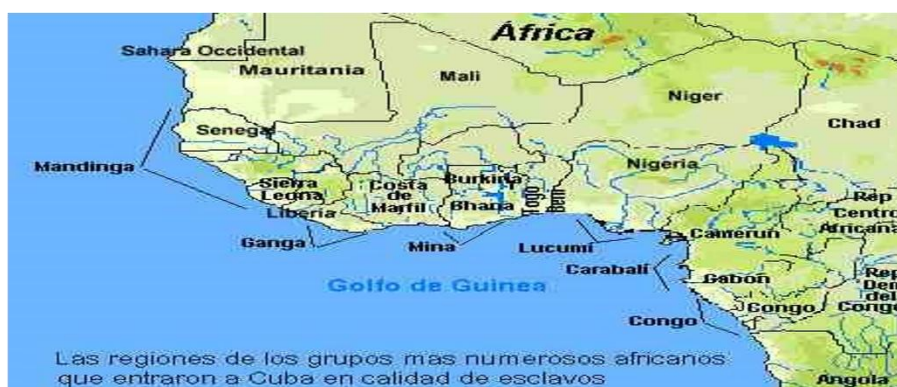 África
Sahara Occidental
Mauritania
Mali
Niger
Chad
Senegal
Nigeria
Mandinga
Burkina
Sierra
Leona
Costa
de
Marfil
Ghana
Togo
Liberia
Rep
Centro
Africana
Camerun
Ganga
Mina
Lucumí
Carabalí
Gabón
Golfo de Guinea
Congo
Rep
Dem
del
Congo
Congo
Angola
Las regiones de los grupos mas numerosos africanos
que entraron a Cuba en calidad de esclavos